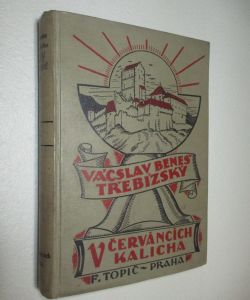 VÁCSLAV BENEŠ
TŘEBÍZSKÝ
V ČERVÁNCÍCH
KALICHA
F. TOPIČ - PRAHA